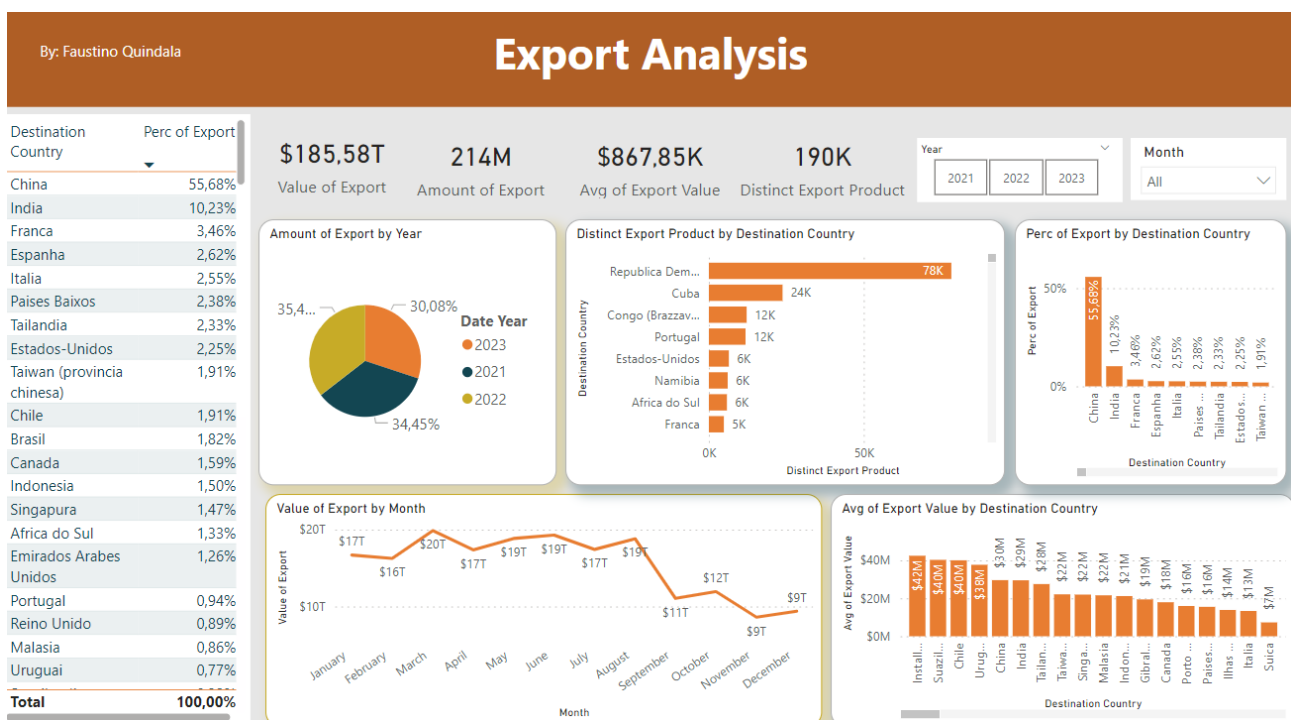 By: Faustino Quindala
Export Analysis
Destination Country
Perc of Export
China 55,68%
India 10,23%
Franca 3,46%
Espanha 2,62%
Italia 2,55%
Paises Baixos 2,38%
Tailandia 2,33%
Estados-Unidos 2,25%
Taiwan (provincia chinesa) 1,91%
Chile 1,91%
Brasil 1,82%
Canada 1,59%
Indonesia 1,50%
Singapura 1,47%
Africa do Sul 1,33%
Emirados Arabes Unidos 1,26%
Portugal 0,94%
Reino Unido 0,89%
Malasia 0,86%
Uruguai 0,77%
Total 100,00%
$185,58T
Value of Export
214M
Amount of Export
$867,85K
Avg of Export Value
190K
Distinct Export Product
Year
2021 2022 2023
Month
All
Amount of Export by Year
35,4...
30,08%
34,45%
Date Year
2023
2021
2022
Distinct Export Product by Destination Country
Destination Country
Republica Dem... 78K
Cuba 24K
Congo (Brazzav... 12K
Portugal 12K
Estados-Unidos 6K
Namibia 6K
Africa do Sul 6K
Franca 5K
0K 50K
Distinct Export Product
Perc of Export by Destination Country
Perc of Export
50%
0%
55,68% 10,23% 3,46% 2,62% 2,55% 2,38% 2,33% 2,25% 1,91%
China India Franca Espanha Italia Paises ... Tailandia Estados... Taiwan ...
Destination Country
Value of Export by Month
Value of Export
$20T
$10T
$17T $16T $20T $17T $19T $19T $17T $19T $11T $12T $9T $9T
January February March April May June July August September October November December
Month
Avg of Export Value by Destination Country
Avg of Export Value
$40M
$20M
$0M
$42M $40M $40M $38M $30M $29M $28M $22M $22M $22M $21M $19M $18M $16M $16M $14M $13M $7M
Install... Suazil... Chile Urug... China India Tailan... Taiwa... Singa... Malasia Indon... Gibral... Canada Porto ... Paises... Ilhas ... Italia Suica
Destination Country